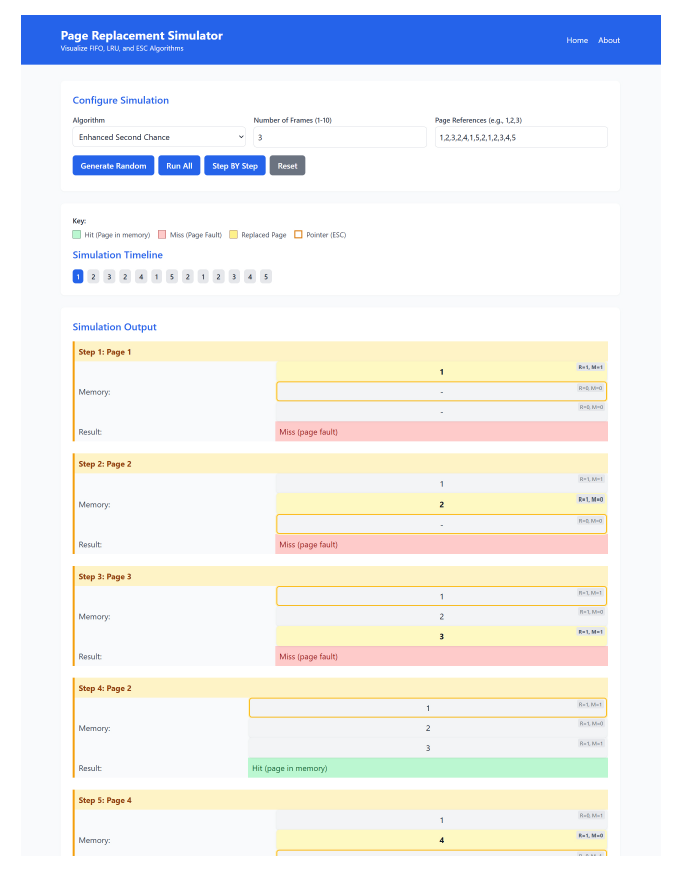 Page Replacement Simulator
Visualize FIFO, LRU, and ESC Algorithms
Home About
Configure Simulation
Algorithm Number of Frames (1-10) Page References (e.g., 1,2,3)
Enhanced Second Chance 3 1,2,3,2,4,1,5,2,1,2,3,4,5
Generate Random Run All Step BY Step Reset
Key:
Hit (Page in memory) Miss (Page Fault) Replaced Page Pointer (ESC)
Simulation Timeline
1 2 3 2 4 1 5 2 1 2 3 4 5
Simulation Output
Step 1: Page 1
1 R=1, M=1
Memory: - R=0, M=0
- R=0, M=0
Result: Miss (page fault)
Step 2: Page 2
1 R=1, M=1
Memory: 2 R=1, M=0
- R=0, M=0
Result: Miss (page fault)
Step 3: Page 3
1 R=1, M=1
Memory: 2 R=1, M=0
3 R=1, M=1
Result: Miss (page fault)
Step 4: Page 2
1 R=1, M=1
Memory: 2 R=1, M=0
3 R=1, M=1
Result: Hit (page in memory)
Step 5: Page 4
1 R=0, M=1
Memory: 4 R=1, M=0